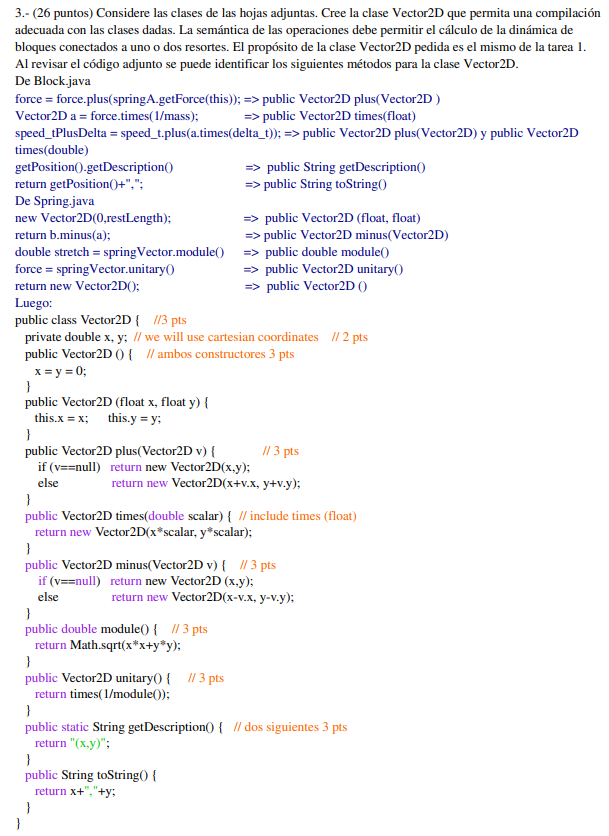 3.- (26 puntos) Considere las clases de las hojas adjuntas. Cree la clase Vector2D que permita una compilación
adecuada con las clases dadas. La semántica de las operaciones debe permitir el cálculo de la dinámica de
bloques conectados a uno o dos resortes. El propósito de la clase Vector2D pedida es el mismo de la tarea 1.
Al revisar el código adjunto se puede identificar los siguientes métodos para la clase Vector2D.
De Block.java
force = force.plus(springA.getForce(this)); => public Vector2D plus(Vector2D )
Vector2D a = force.times(1/mass); => public Vector2D times(float)
speed_tPlusDelta = speed_t.plus(a.times(delta_t)); => public Vector2D plus(Vector2D) y public Vector2D
times(double)
getPosition().getDescription() => public String getDescription()
return getPosition()+","; => public String toString()
De Spring.java
new Vector2D(0,restLength); => public Vector2D (float, float)
return b.minus(a); => public Vector2D minus(Vector2D)
double stretch = springVector.module() => public double module()
force = springVector.unitary() => public Vector2D unitary()
return new Vector2D(); => public Vector2D ()
Luego:
public class Vector2D { //3 pts
private double x, y; // we will use cartesian coordinates // 2 pts
public Vector2D () { // ambos constructores 3 pts
x = y = 0;
}
public Vector2D (float x, float y) {
this.x = x; this.y = y;
}
public Vector2D plus(Vector2D v) { // 3 pts
if (v==null) return new Vector2D(x,y);
else return new Vector2D(x+v.x, y+v.y);
}
public Vector2D times(double scalar) { // include times (float)
return new Vector2D(x*scalar, y*scalar);
}
public Vector2D minus(Vector2D v) { // 3 pts
if (v==null) return new Vector2D (x,y);
else return new Vector2D(x-v.x, y-v.y);
}
public double module() { // 3 pts
return Math.sqrt(x*x+y*y);
}
public Vector2D unitary() { // 3 pts
return times(1/module());
}
public static String getDescription() { // dos siguientes 3 pts
return "(x,y)";
}
public String toString() {
return x+","+y;
}
}